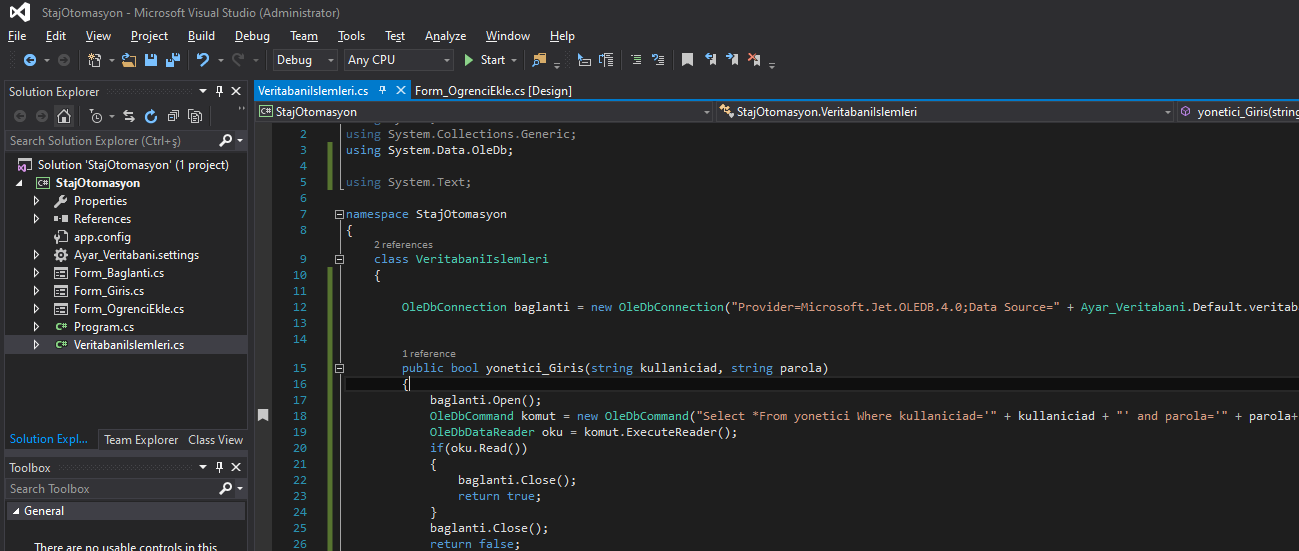 StajOtomasyon - Microsoft Visual Studio (Administrator)
File Edit View Project Build Debug Team Tools Test Analyze Window Help
Debug Any CPU Start
Solution Explorer
Search Solution Explorer (Ctrl+ş)
Solution 'StajOtomasyon' (1 project)
StajOtomasyon
Properties
References
app.config
Ayar_Veritabani.settings
Form_Baglanti.cs
Form_Giris.cs
Form_OgrenciEkle.cs
Program.cs
VeritabaniIslemleri.cs
Solution Expl... Team Explorer Class View
Toolbox
Search Toolbox
General
There are no usable controls in this
VeritabaniIslemleri.cs Form_OgrenciEkle.cs [Design]
StajOtomasyon StajOtomasyon.VeritabaniIslemleri yonetici_Giris(string
2 using System.Collections.Generic;
3 using System.Data.OleDb;
4
5 using System.Text;
6
7 namespace StajOtomasyon
8 {
2 references
9 class VeritabaniIslemleri
10 {
11
12 OleDbConnection baglanti = new OleDbConnection("Provider=Microsoft.Jet.OLEDB.4.0;Data Source=" + Ayar_Veritabani.Default.veritaba
13
14
1 reference
15 public bool yonetici_Giris(string kullaniciad, string parola)
16 {
17 baglanti.Open();
18 OleDbCommand komut = new OleDbCommand("Select *From yonetici Where kullaniciad='" + kullaniciad + "' and parola='" + parola+
19 OleDbDataReader oku = komut.ExecuteReader();
20 if(oku.Read())
21 {
22 baglanti.Close();
23 return true;
24 }
25 baglanti.Close();
26 return false;